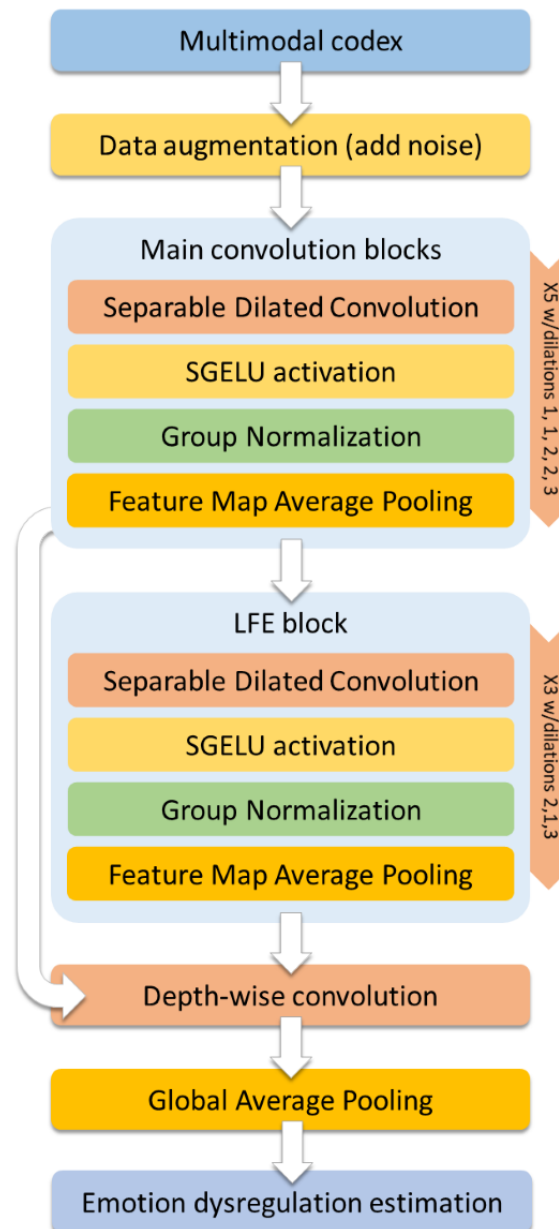 Multimodal codex
Data augmentation (add noise)
Main convolution blocks
Separable Dilated Convolution
SGELU activation
Group Normalization
Feature Map Average Pooling
X5 w/dilations 1, 1, 2, 2, 3
LFE block
Separable Dilated Convolution
SGELU activation
Group Normalization
Feature Map Average Pooling
X3 w/dilations 2,1,3
Depth-wise convolution
Global Average Pooling
Emotion dysregulation estimation